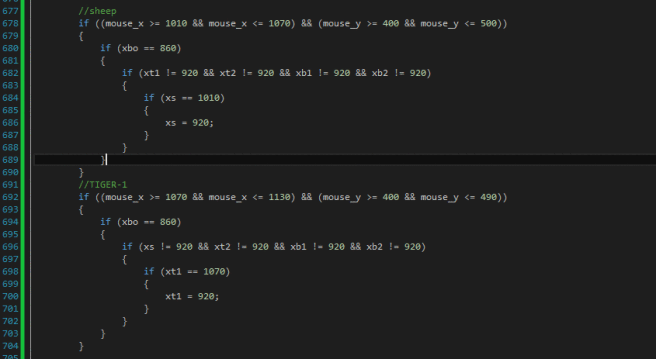 677 //sheep
678 if ((mouse_x >= 1010 && mouse_x <= 1070) && (mouse_y >= 400 && mouse_y <= 500))
679 {
680 if (xbo == 860)
681 {
682 if (xt1 != 920 && xt2 != 920 && xb1 != 920 && xb2 != 920)
683 {
684 if (xs == 1010)
685 {
686 xs = 920;
687 }
688 }
689 }
690 }
691 //TIGER-1
692 if ((mouse_x >= 1070 && mouse_x <= 1130) && (mouse_y >= 400 && mouse_y <= 490))
693 {
694 if (xbo == 860)
695 {
696 if (xs != 920 && xt2 != 920 && xb1 != 920 && xb2 != 920)
697 {
698 if (xt1 == 1070)
699 {
700 xt1 = 920;
701 }
702 }
703 }
704 }